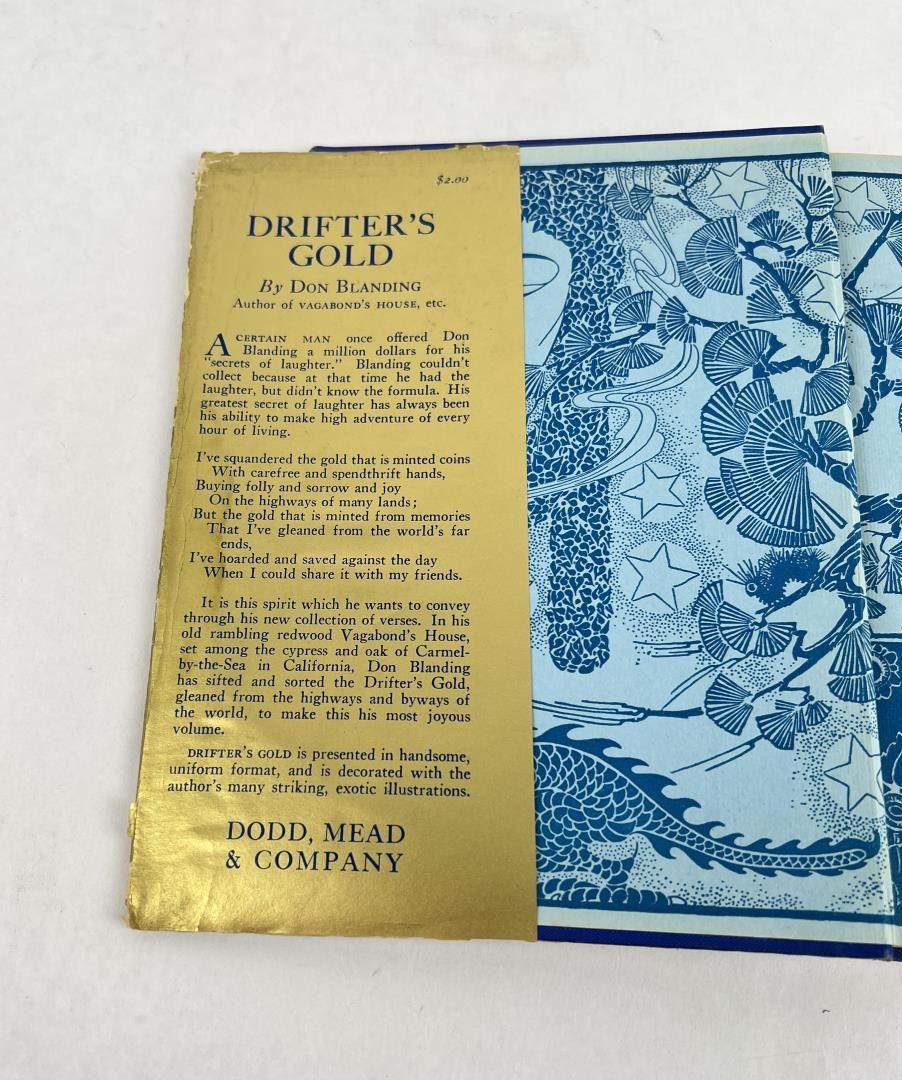 $2.00
DRIFTER'S
GOLD
By DON BLANDING
Author of VAGABOND'S HOUSE, etc.
A CERTAIN MAN once offered Don
Blanding a million dollars for his
"secrets of laughter." Blanding couldn't
collect because at that time he had the
laughter, but didn't know the formula. His
greatest secret of laughter has always been
his ability to make high adventure of every
hour of living.
I've squandered the gold that is minted coins
With carefree and spendthrift hands,
Buying folly and sorrow and joy
On the highways of many lands;
But the gold that is minted from memories
That I've gleaned from the world's far
ends,
I've hoarded and saved against the day
When I could share it with my friends.
It is this spirit which he wants to convey
through his new collection of verses. In his
old rambling redwood Vagabond's House,
set among the cypress and oak of Carmel-
by-the-Sea in California, Don Blanding
has sifted and sorted the Drifter's Gold,
gleaned from the highways and byways of
the world, to make this his most joyous
volume.
DRIFTER'S GOLD is presented in handsome,
uniform format, and is decorated with the
author's many striking, exotic illustrations.
DODD, MEAD
& COMPANY